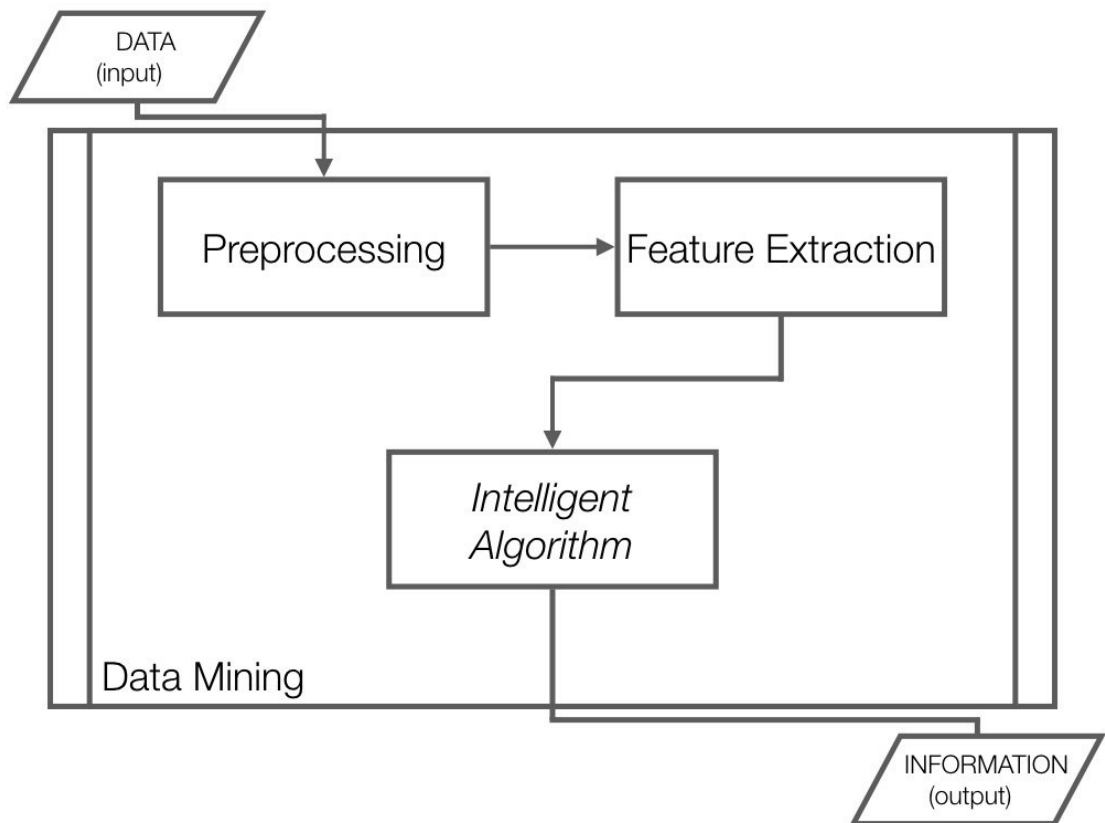 DATA
(input)
Preprocessing
Feature Extraction
Intelligent
Algorithm
Data Mining
INFORMATION
(output)